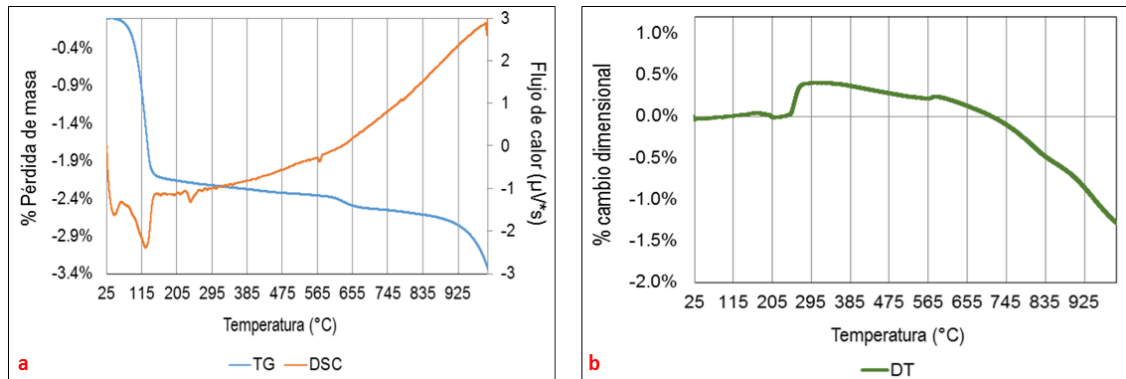 -0.4%
-0.9%
-1.4%
-1.9%
-2.4%
-2.9%
-3.4%
% Pérdida de masa
3
2
1
0
-1
-2
-3
Flujo de calor (µV*s)
25 115 205 295 385 475 565 655 745 835 925
Temperatura (°C)
TG DSC
a
1.0%
0.5%
0.0%
-0.5%
-1.0%
-1.5%
-2.0%
% cambio dimensional
25 115 205 295 385 475 565 655 745 835 925
Temperatura (°C)
DT
b